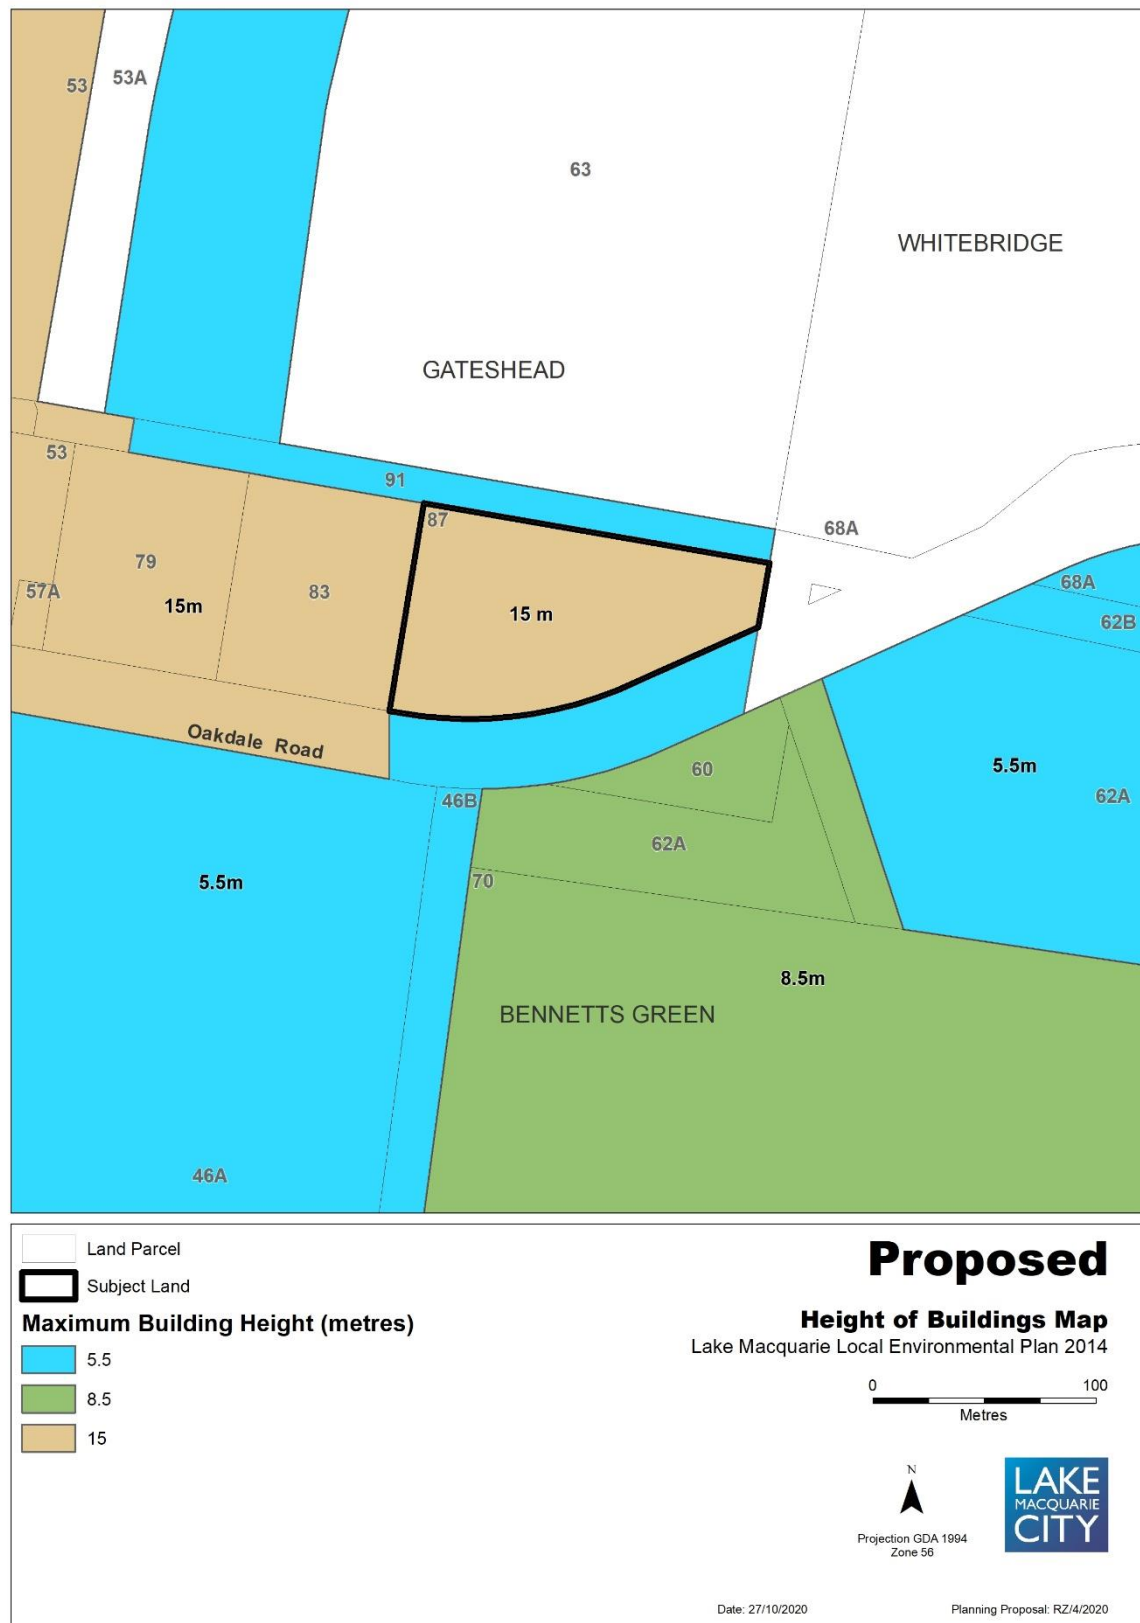 53
53A
63
WHITEBRIDGE
GATESHEAD
53
91
87
68A
79
15m
57A
83
15 m
68A
62B
Oakdale Road
60
5.5m
62A
46B
62A
5.5m
70
8.5m
BENNETTS GREEN
46A
Land Parcel
Subject Land
Maximum Building Height (metres)
5.5
8.5
15
Proposed
Height of Buildings Map
Lake Macquarie Local Environmental Plan 2014
0 100
Metres
N
Projection GDA 1994
Zone 56
LAKE
MACQUARIE
CITY
Date: 27/10/2020
Planning Proposal: RZ/4/2020